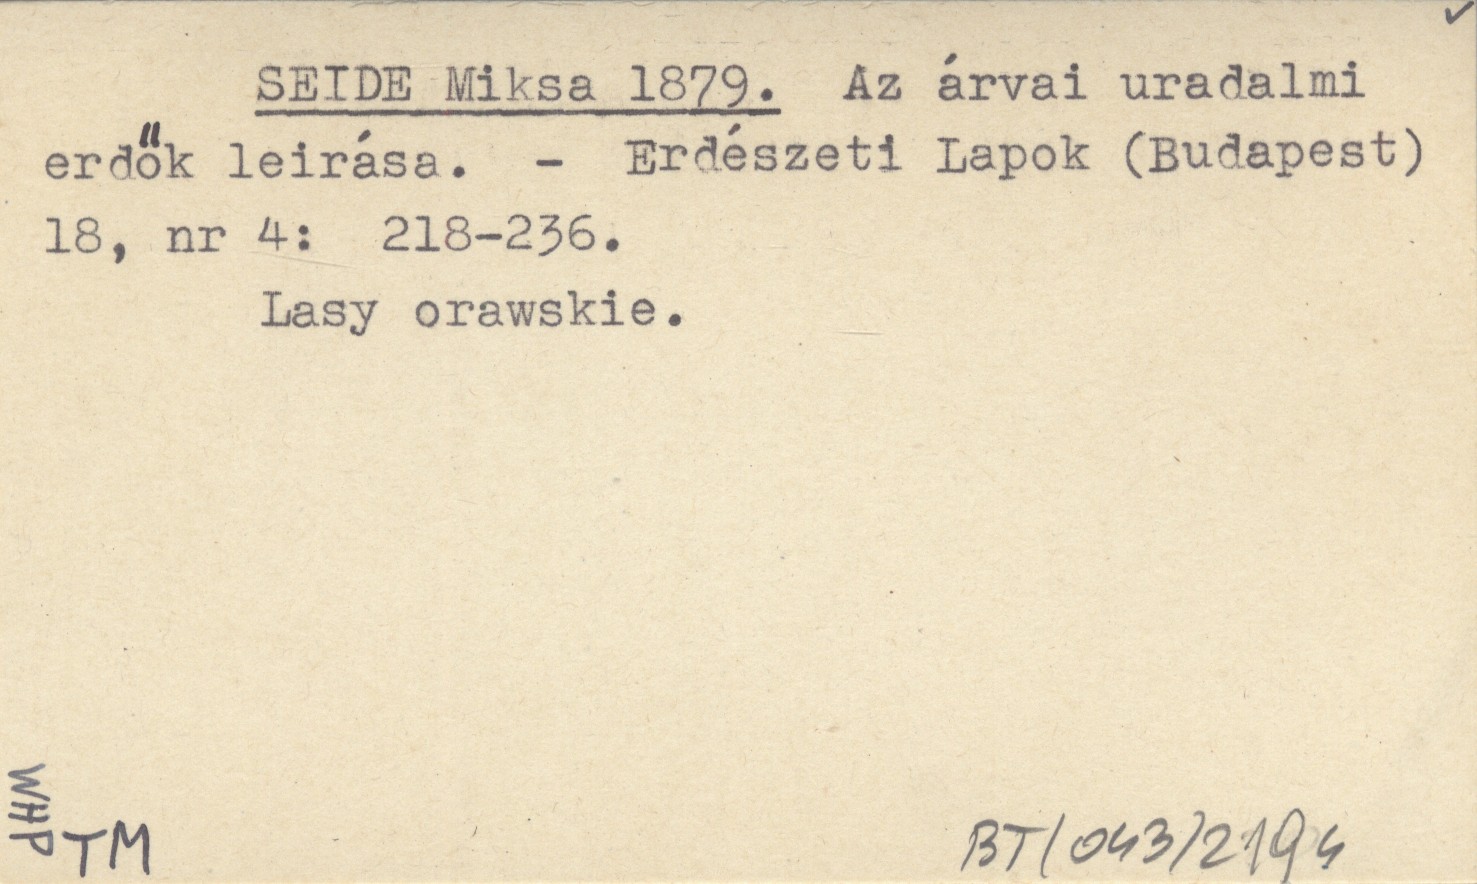 SEIDE Miksa 1879. Az árvai uradalmi
erdők leirása. - Erdészeti Lapok (Budapest)
18, nr 4: 218-236.
Lasy orawskie.
WHP
TM
BT/043/2194